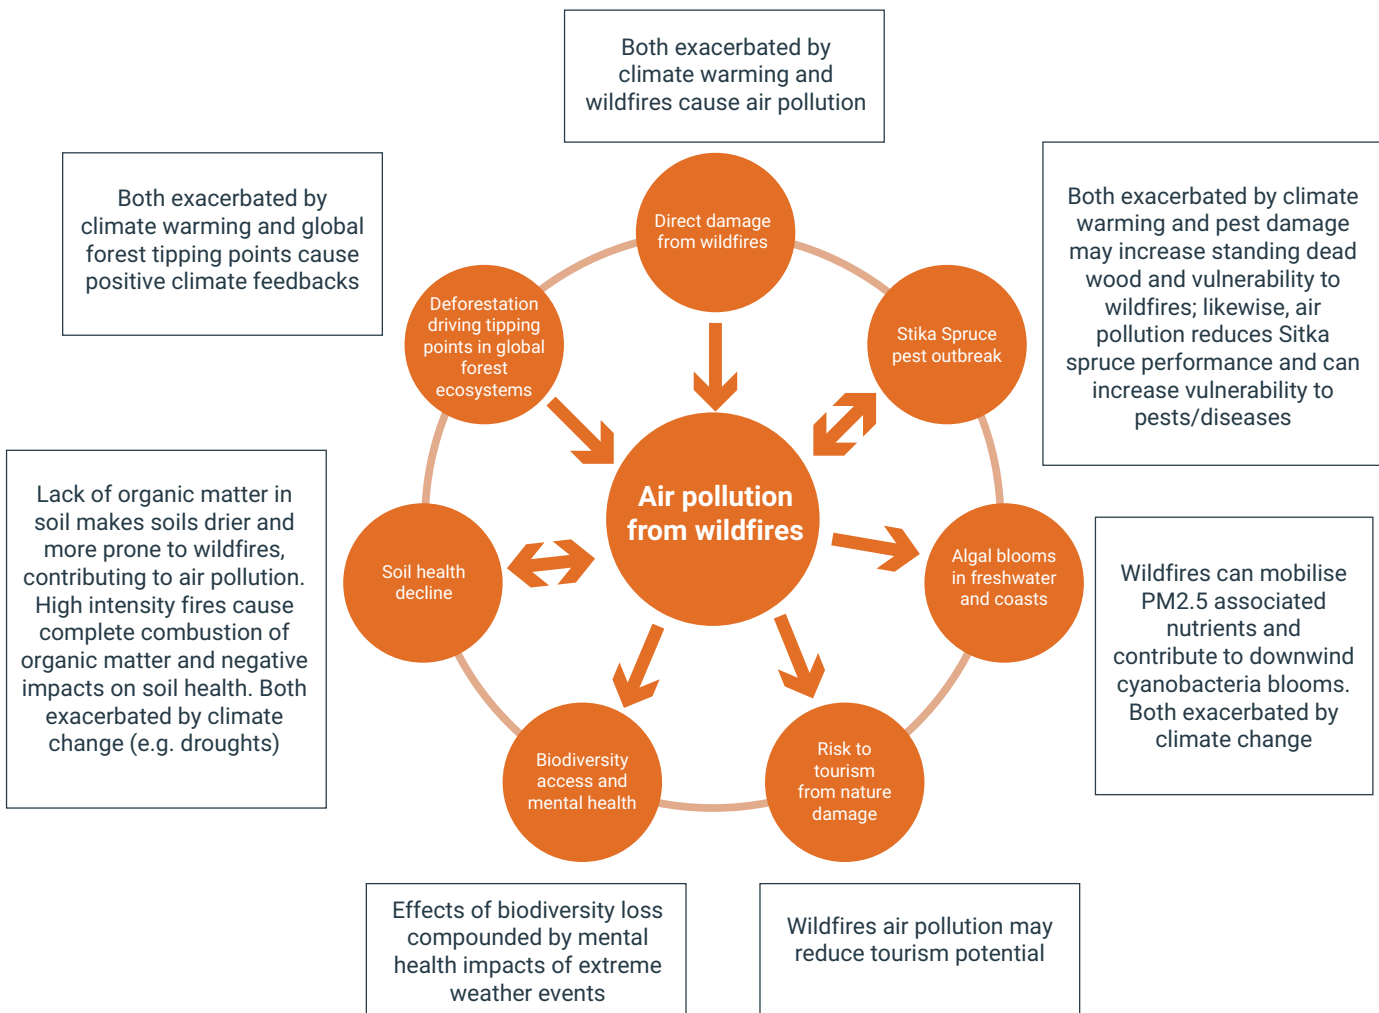 Both exacerbated by
climate warming and
wildfires cause air pollution
Both exacerbated by
climate warming and global
forest tipping points cause
positive climate feedbacks
Direct damage
from wildfires
Both exacerbated by climate
warming and pest damage
may increase standing dead
wood and vulnerability to
wildfires; likewise, air
pollution reduces Sitka
spruce performance and can
increase vulnerability to
pests/diseases
Deforestation
driving tipping
points in global
forest
ecosystems
Stika Spruce
pest outbreak
Air pollution
from wildfires
Lack of organic matter in
soil makes soils drier and
more prone to wildfires,
contributing to air pollution.
High intensity fires cause
complete combustion of
organic matter and negative
impacts on soil health. Both
exacerbated by climate
change (e.g. droughts)
Soil health
decline
Algal blooms
in freshwater
and coasts
Wildfires can mobilise
PM2.5 associated
nutrients and
contribute to downwind
cyanobacteria blooms.
Both exacerbated by
climate change
Biodiversity
access and
mental health
Risk to
tourism
from nature
damage
Effects of biodiversity loss
compounded by mental
health impacts of extreme
weather events
Wildfires air pollution may
reduce tourism potential